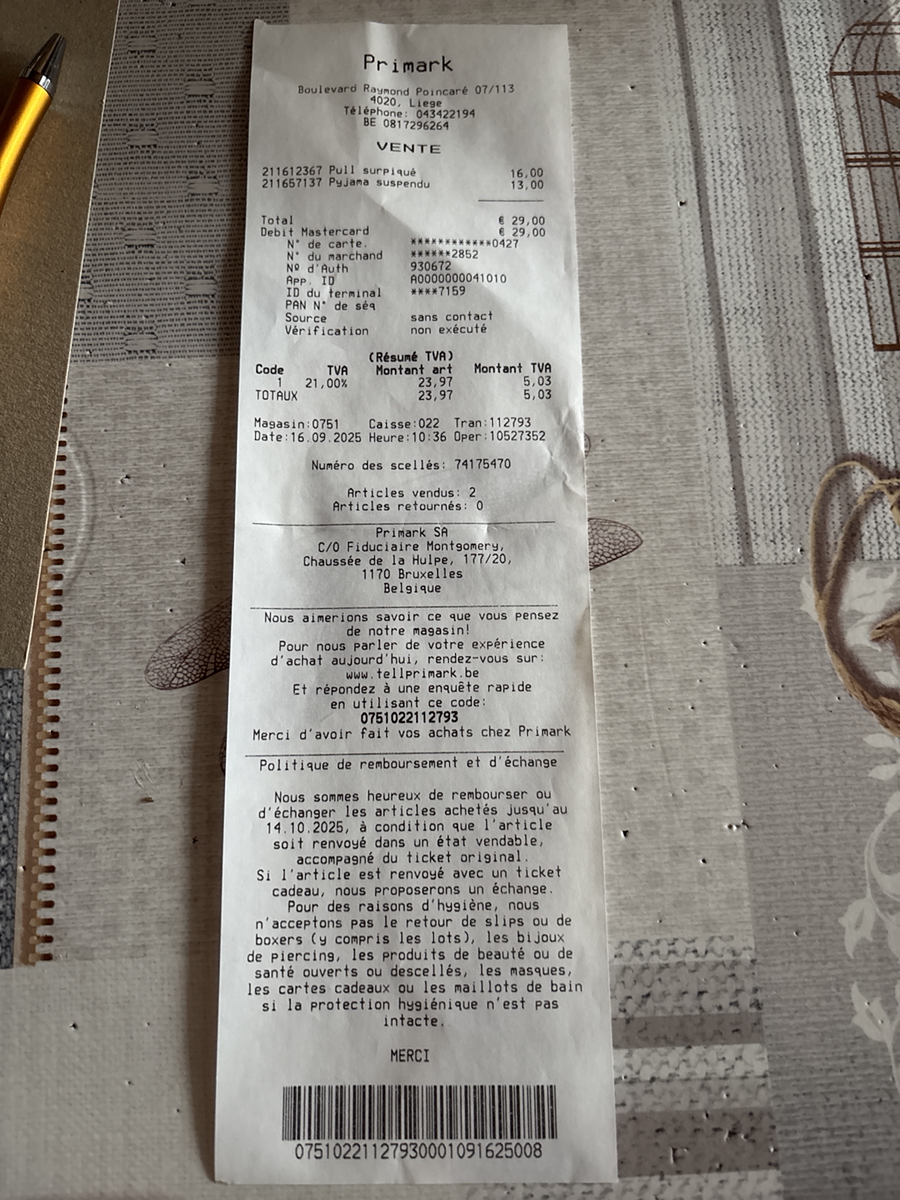 Primark
Boulevard Raymond Poincaré 07/113
4020, Liege
Téléphone: 043422194
BE 0817296264
VENTE
211612367 Pull surpiqué 16,00
211657137 Pyjama suspendu 13,00
Total € 29,00
Debit Mastercard € 29,00
N° de carte. ************0427
N° du marchand ******2852
Nº d'Auth 930672
App. ID A0000000041010
ID du terminal ****7159
PAN N° de séq
Source sans contact
Vérification non exécuté
(Résumé TVA)
Code TVA Montant art Montant TVA
1 21,00% 23,97 5,03
TOTAUX 23,97 5,03
Magasin:0751 Caisse:022 Tran:112793
Date:16.09.2025 Heure:10:36 Oper:10527352
Numéro des scellés: 74175470
Articles vendus: 2
Articles retournés: 0
Primark SA
C/O Fiduciaire Montgomery,
Chaussée de la Hulpe, 177/20,
1170 Bruxelles
Belgique
Nous aimerions savoir ce que vous pensez
de notre magasin!
Pour nous parler de votre expérience
d'achat aujourd'hui, rendez-vous sur:
www.tellprimark.be
Et répondez à une enquête rapide
en utilisant ce code:
0751022112793
Merci d'avoir fait vos achats chez Primark
Politique de remboursement et d'échange
Nous sommes heureux de rembourser ou
d'échanger les articles achetés jusqu'au
14.10.2025, à condition que l'article
soit renvoyé dans un état vendable,
accompagné du ticket original.
Si l'article est renvoyé avec un ticket
cadeau, nous proposerons un échange.
Pour des raisons d'hygiène, nous
n'acceptons pas le retour de slips ou de
boxers (y compris les lots), les bijoux
de piercing, les produits de beauté ou de
santé ouverts ou descellés, les masques,
les cartes cadeaux ou les maillots de bain
si la protection hygiénique n'est pas
intacte.
MERCI
07510221127930001091625008